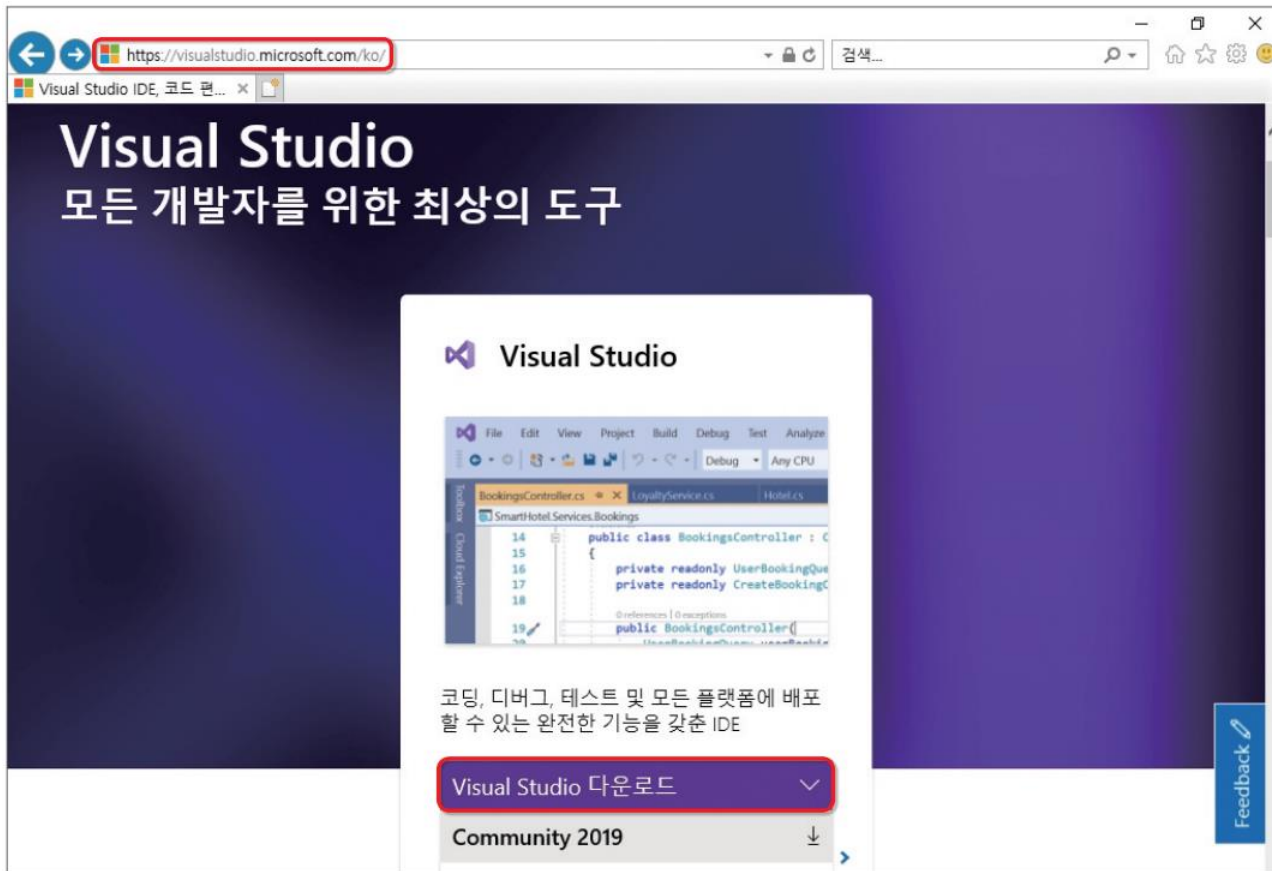 https://visualstudio.microsoft.com/ko/
검색...
Visual Studio IDE, 코드 편...
Visual Studio
모든 개발자를 위한 최상의 도구
Visual Studio
File Edit View Project Build Debug Test Analyze
Debug Any CPU
BookingsController.cs LoyaltyService.cs Hotel.cs
SmartHotel.Services.Bookings
Toolbox
Cloud Explorer
14 public class BookingsController : C
15 {
16 private readonly UserBookingQue
17 private readonly CreateBookingC
18
0 references | 0 exceptions
19 public BookingsController(
코딩, 디버그, 테스트 및 모든 플랫폼에 배포
할 수 있는 완전한 기능을 갖춘 IDE
Visual Studio 다운로드
Community 2019
Feedback